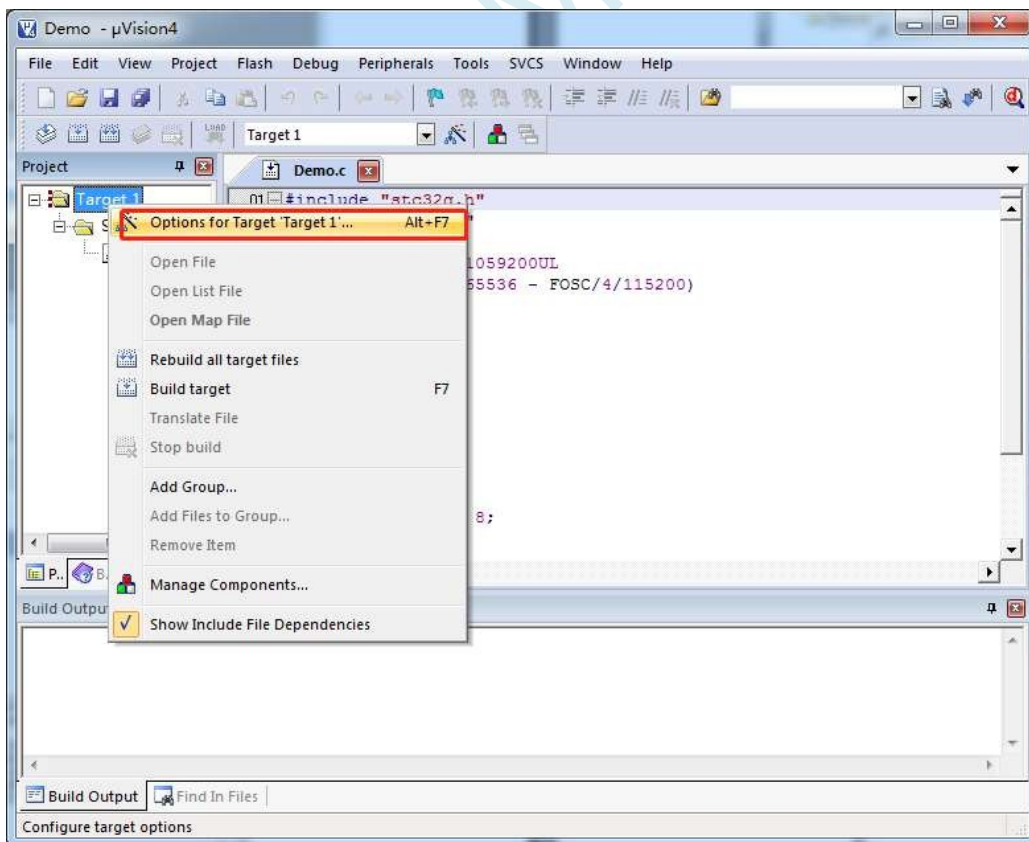 Demo - µVision4
File Edit View Project Flash Debug Peripherals Tools SVCS Window Help
LOAD Target 1
Project Demo.c
Target 1 01 #include "stc32g.h"
S "
Options for Target 'Target 1'... Alt+F7
Open File 1059200UL
Open List File 65536 - FOSC/4/115200)
Open Map File
Rebuild all target files
Build target F7
Translate File
Stop build
Add Group...
Add Files to Group... 8;
Remove Item
P.. B.
Manage Components...
Build Outpu
Show Include File Dependencies
Build Output Find In Files
Configure target options